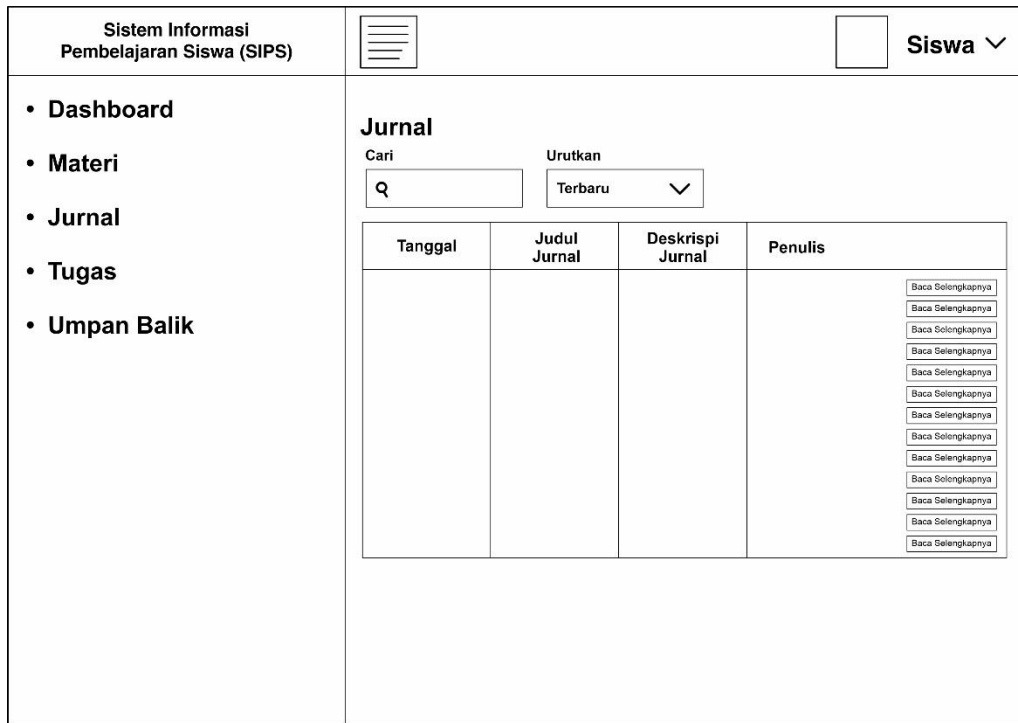 Sistem Informasi
Pembelajaran Siswa (SIPS)
Siswa
• Dashboard
• Materi
• Jurnal
• Tugas
• Umpan Balik
Jurnal
Cari
Urutkan
Terbaru
Tanggal
Judul
Jurnal
Deskrispi
Jurnal
Penulis
Baca Selengkapnya
Baca Selengkapnya
Baca Selengkapnya
Baca Selengkapnya
Baca Selengkapnya
Baca Selengkapnya
Baca Selengkapnya
Baca Selengkapnya
Baca Selengkapnya
Baca Selengkapnya
Baca Selengkapnya
Baca Selengkapnya
Baca Selengkapnya